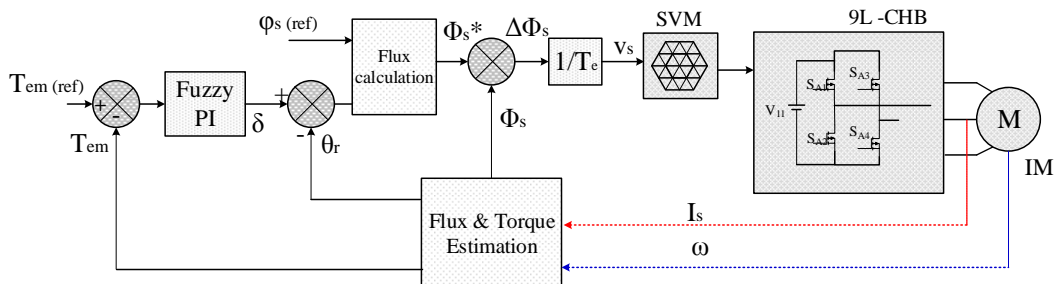 φs (ref)
Φs*
ΔΦs
SVM
9L -CHB
Flux
calculation
1/Te
vs
Tem (ref)
+
-
Fuzzy
PI
δ
+
-
θr
Φs
Tem
V11
SA1
SA3
SA2
SA4
M
IM
Flux & Torque
Estimation
Is
ω